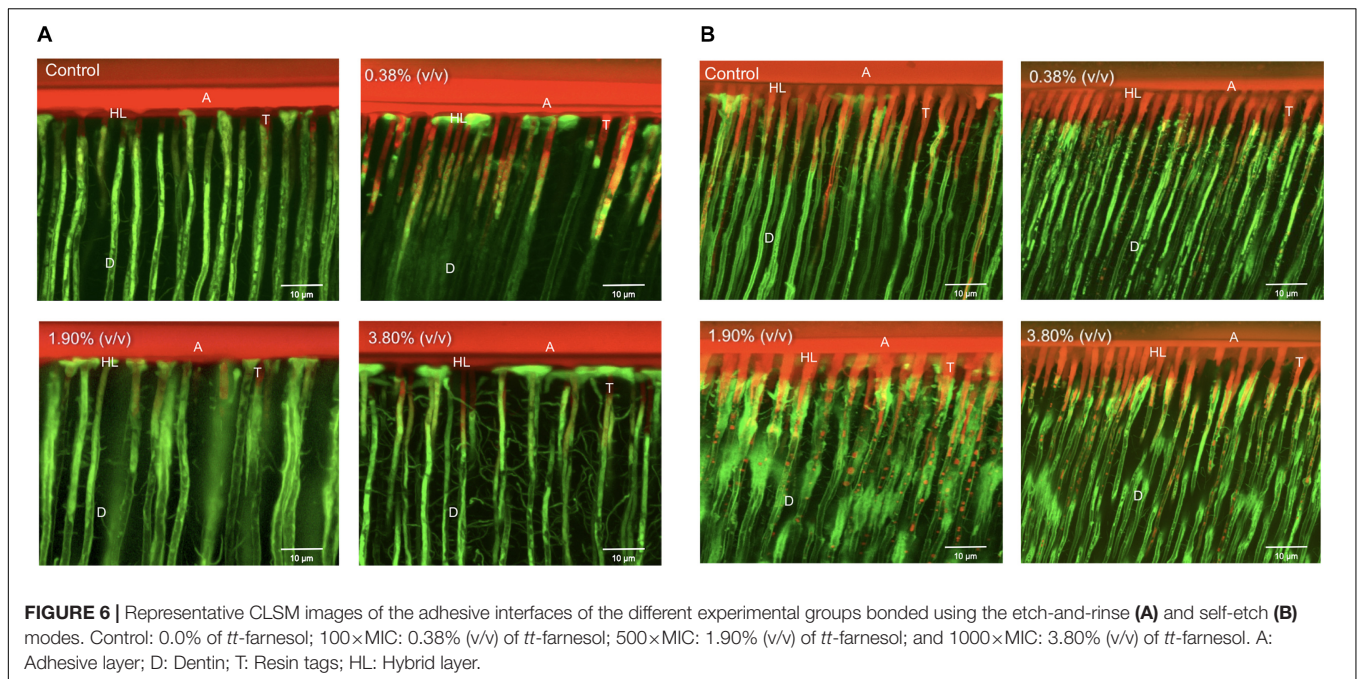 A
B
Control
A
HL
T
D
10 µm
0.38% (v/v)
A
HL
T
D
10 µm
Control
A
HL
T
D
10 µm
0.38% (v/v)
A
HL
T
D
10 µm
1.90% (v/v)
A
HL
T
D
10 µm
3.80% (v/v)
A
HL
T
D
10 µm
1.90% (v/v)
A
HL
T
D
10 µm
3.80% (v/v)
A
HL
T
D
10 µm
FIGURE 6 | Representative CLSM images of the adhesive interfaces of the different experimental groups bonded using the etch-and-rinse (A) and self-etch (B)
modes. Control: 0.0% of tt-farnesol; 100×MIC: 0.38% (v/v) of tt-farnesol; 500×MIC: 1.90% (v/v) of tt-farnesol; and 1000×MIC: 3.80% (v/v) of tt-farnesol. A:
Adhesive layer; D: Dentin; T: Resin tags; HL: Hybrid layer.